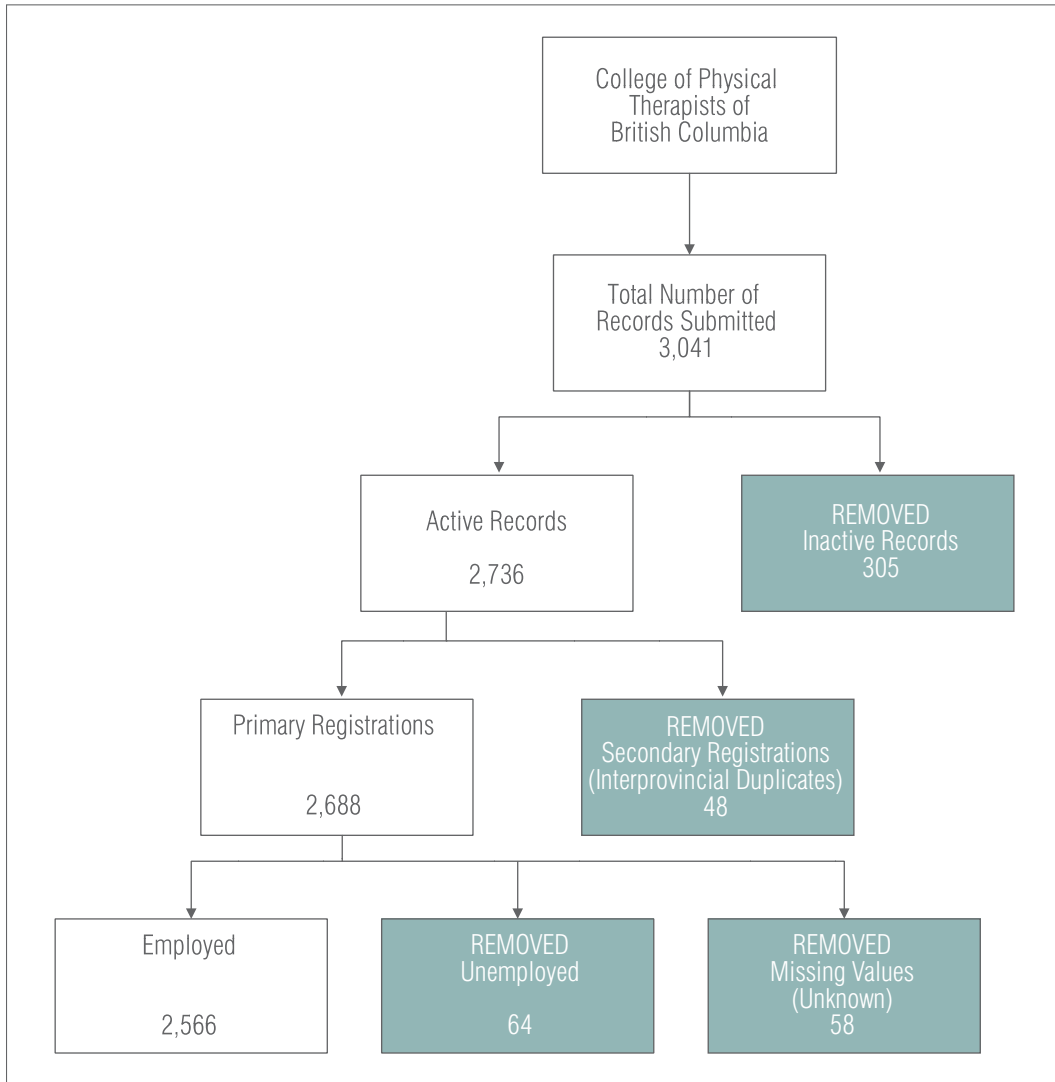 College of Physical
Therapists of
British Columbia
Total Number of
Records Submitted
3,041
Active Records
2,736
REMOVED
Inactive Records
305
Primary Registrations
2,688
REMOVED
Secondary Registrations
(Interprovincial Duplicates)
48
Employed
2,566
REMOVED
Unemployed
64
REMOVED
Missing Values
(Unknown)
58